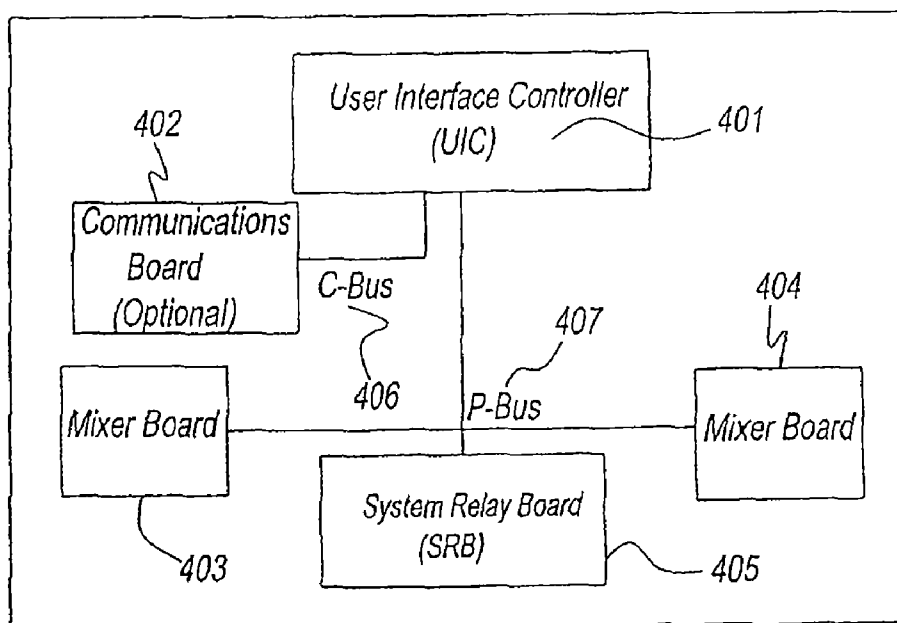 User Interface Controller
(UIC)
401
402
Communications
Board
(Optional)
C-Bus
406
407
P-Bus
404
Mixer Board
Mixer Board
403
System Relay Board
(SRB)
405